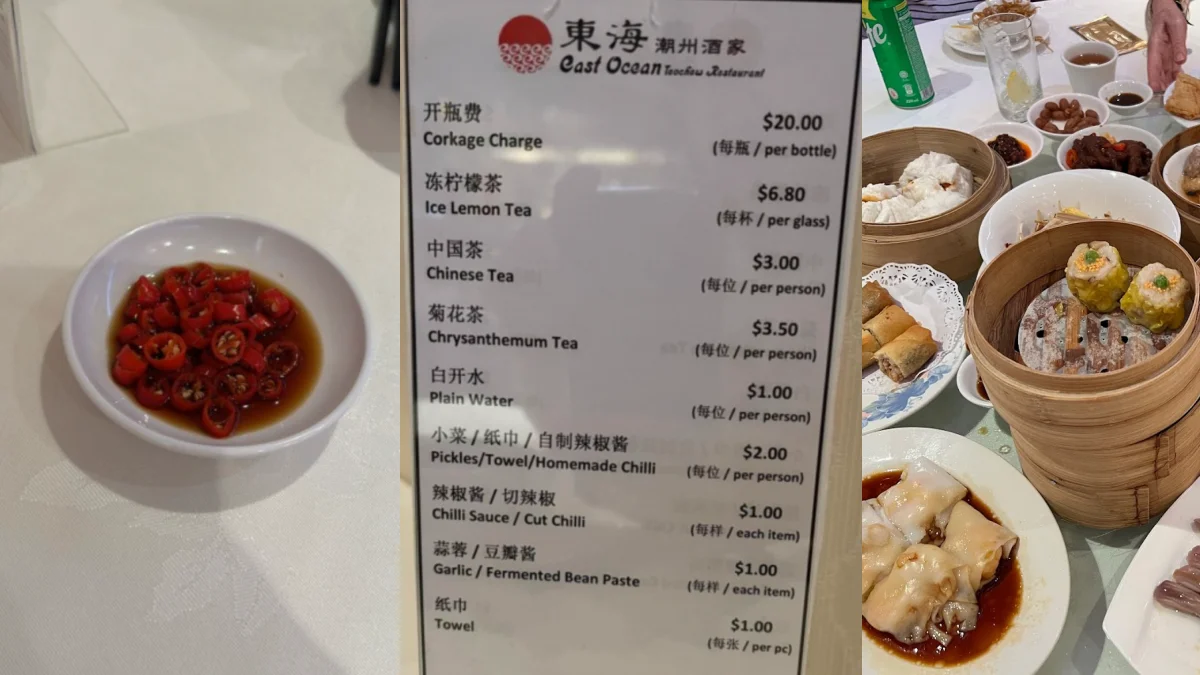 東海 潮州酒家
East Ocean Teochew Restaurant
开瓶费 $20.00
Corkage Charge (每瓶 / per bottle)
冻柠檬茶 $6.80
Ice Lemon Tea (每杯 / per glass)
中国茶 $3.00
Chinese Tea (每位 / per person)
菊花茶 $3.50
Chrysanthemum Tea (每位 / per person)
白开水 $1.00
Plain Water (每位 / per person)
小菜 / 纸巾 / 自制辣椒酱 $2.00
Pickles/Towel/Homemade Chilli (每位 / per person)
辣椒酱 / 切辣椒 $1.00
Chilli Sauce / Cut Chilli (每样 / each item)
蒜蓉 / 豆瓣酱 $1.00
Garlic / Fermented Bean Paste (每样 / each item)
纸巾 $1.00
Towel (每张 / per pc)